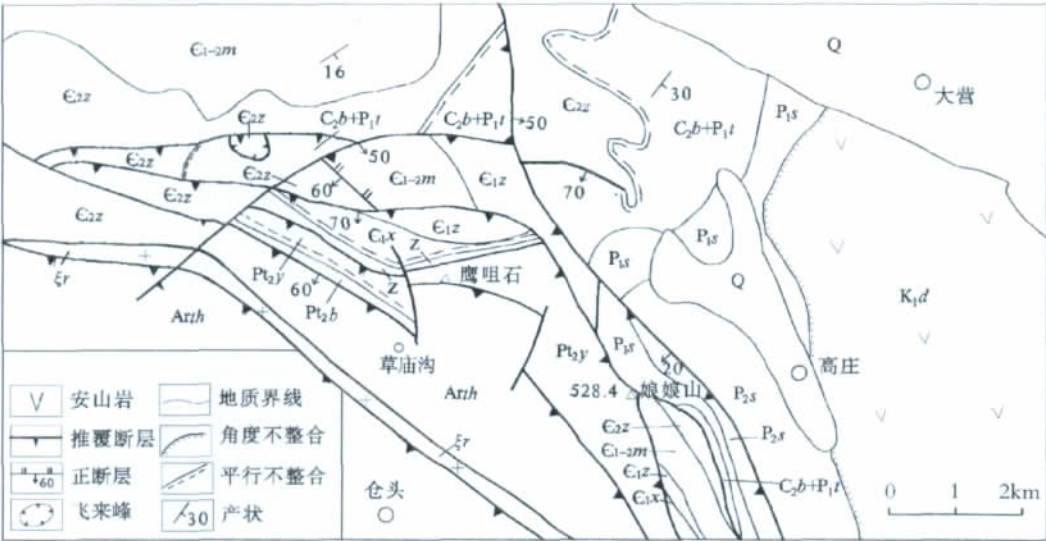 Є₁₋₂m
16
Q
大营
Є₂z
Є₂z
C₂b+P₁t
C₂b+P₁t
50
Є₂z
30
C₂b+P₁t
P₁s
Є₂z
Є₂z
50
Є₁₋₂m
Є₁z
70
Є₂z
60
Є₂z
70
Є₁x
Z
Є₁z
P₁s
P₁s
Q
K₁d
ξr
Pt₂y
60
Z
鹰咀石
Pt₂b
Arth
草庙沟
Pt₂y
P₁s
20
高庄
528.4
娘娘山
P₂s
Arth
Є₂z
P₂s
Є₁₋₂m
ξr
Є₁z
C₂b+P₁t
仓头
Є₁x
0 1 2km
安山岩
地质界线
推覆断层
角度不整合
60
正断层
平行不整合
飞来峰
30
产状